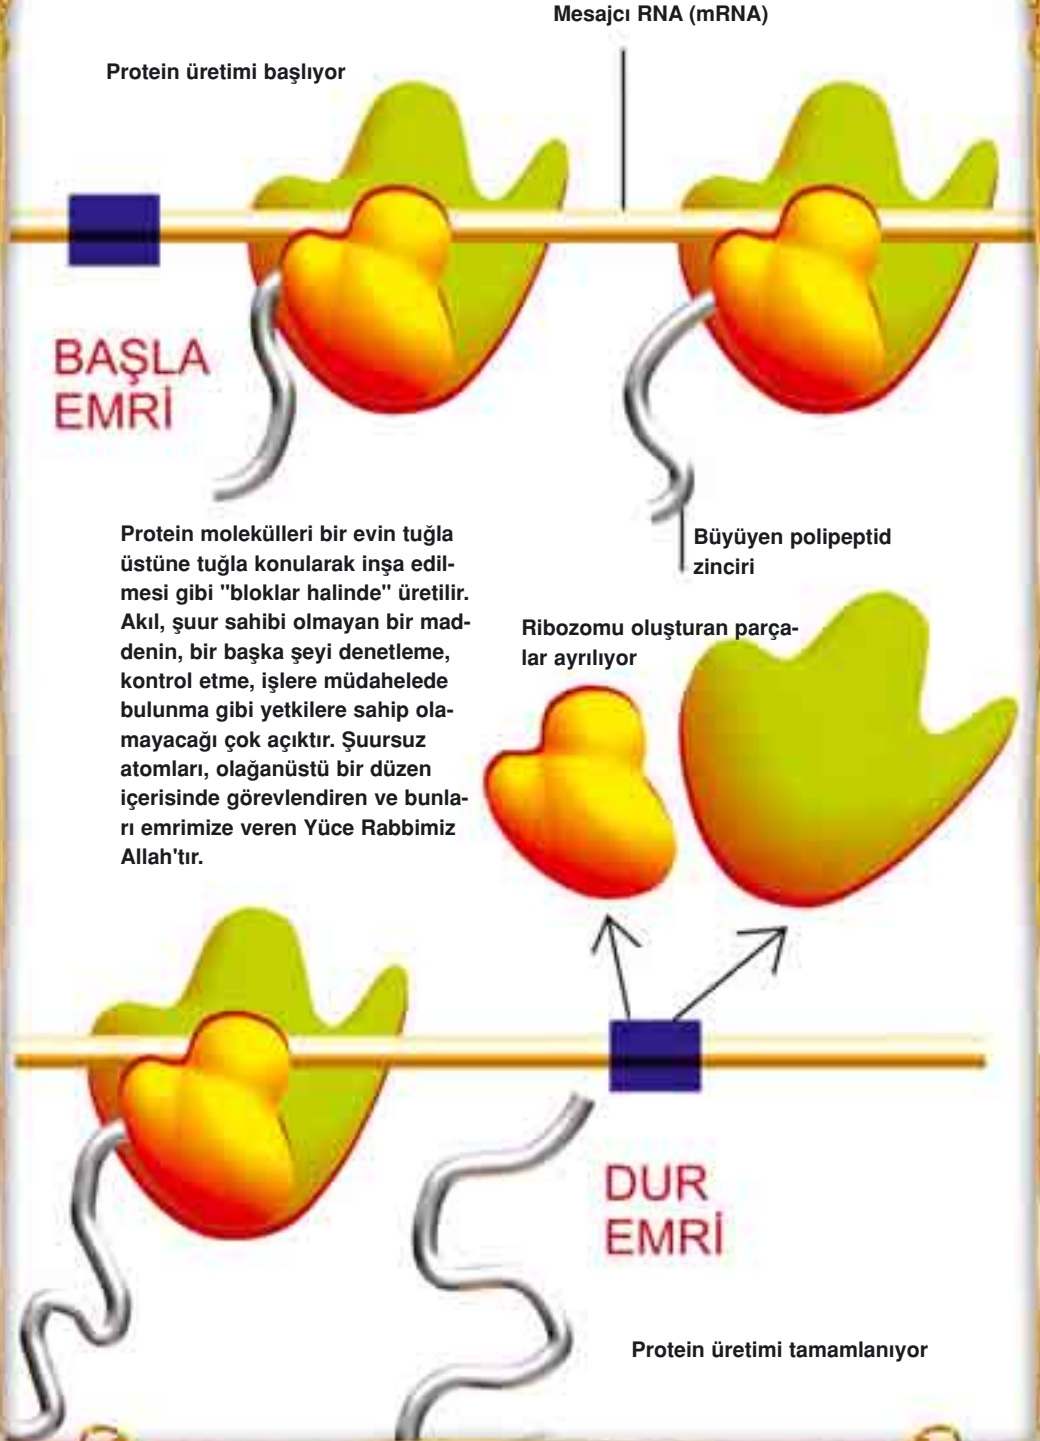 Mesajcı RNA (mRNA)
Protein üretimi başlıyor
BAŞLA
EMRİ
Protein molekülleri bir evin tuğla
üstüne tuğla konularak inşa edil-
mesi gibi "bloklar halinde" üretilir.
Akıl, şuur sahibi olmayan bir mad-
denin, bir başka şeyi denetleme,
kontrol etme, işlere müdahelede
bulunma gibi yetkilere sahip ola-
mayacağı çok açıktır. Şuursuz
atomları, olağanüstü bir düzen
içerisinde görevlendiren ve bunla-
rı emrimize veren Yüce Rabbimiz
Allah'tır.
Büyüyen polipeptid
zinciri
Ribozomu oluşturan parça-
lar ayrılıyor
DUR
EMRİ
Protein üretimi tamamlanıyor